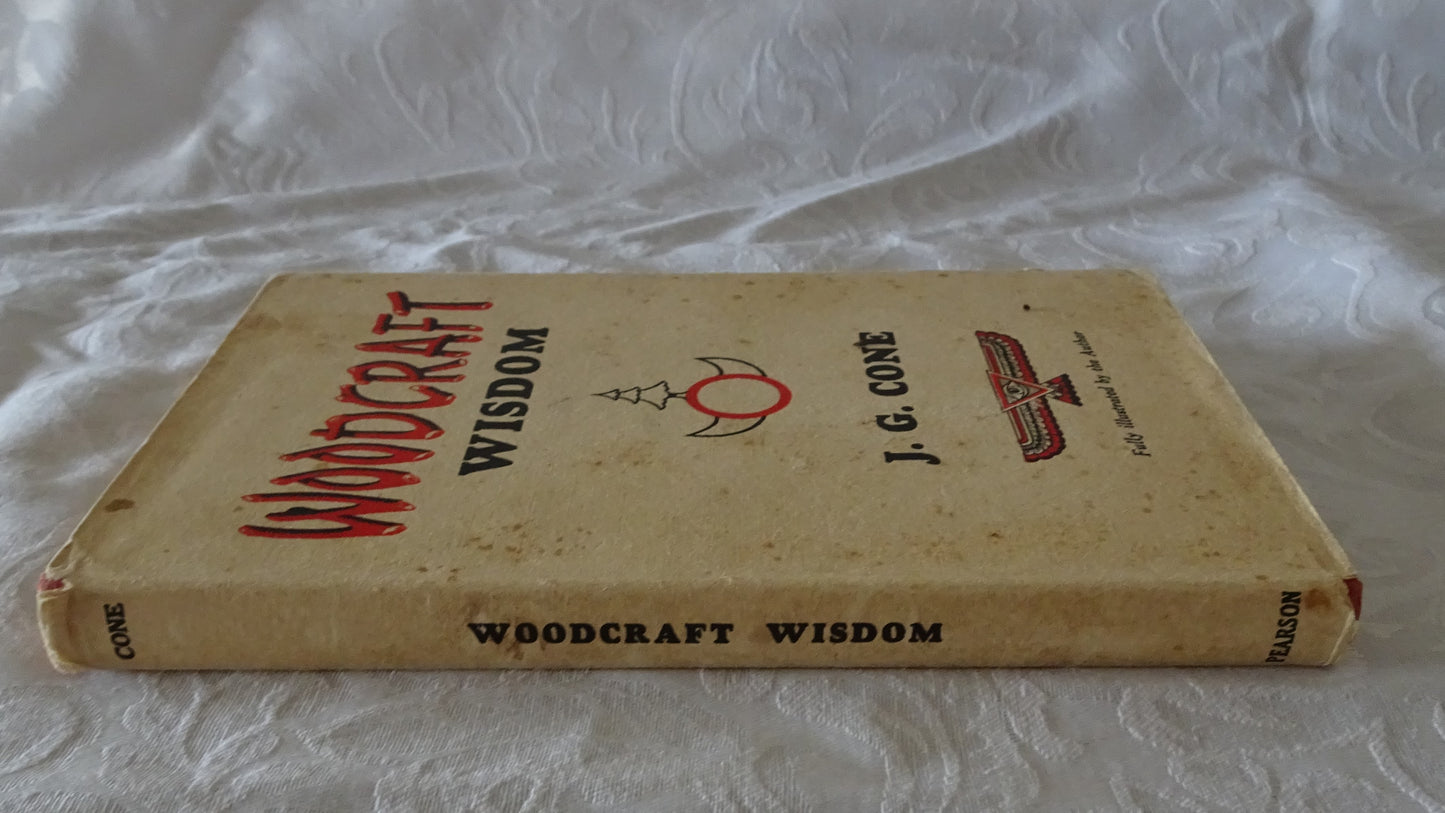 WOODCRAFT
WISDOM
J. G. CONE
Fully illustrated by the Author
CONE
WOODCRAFT WISDOM
PEARSON